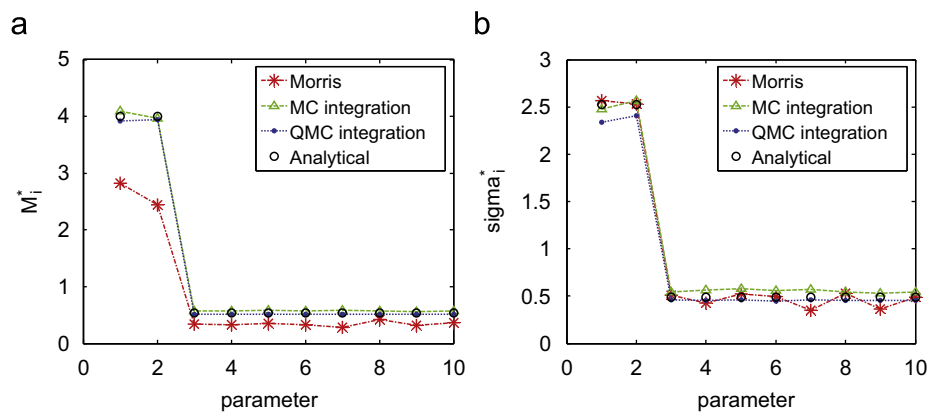 a
5
4
3
2
1
0
M_i^*
0 2 4 6 8 10
parameter
Morris
MC integration
QMC integration
Analytical
b
3
2.5
2
1.5
1
0.5
0
sigma_i^*
0 2 4 6 8 10
parameter
Morris
MC integration
QMC integration
Analytical